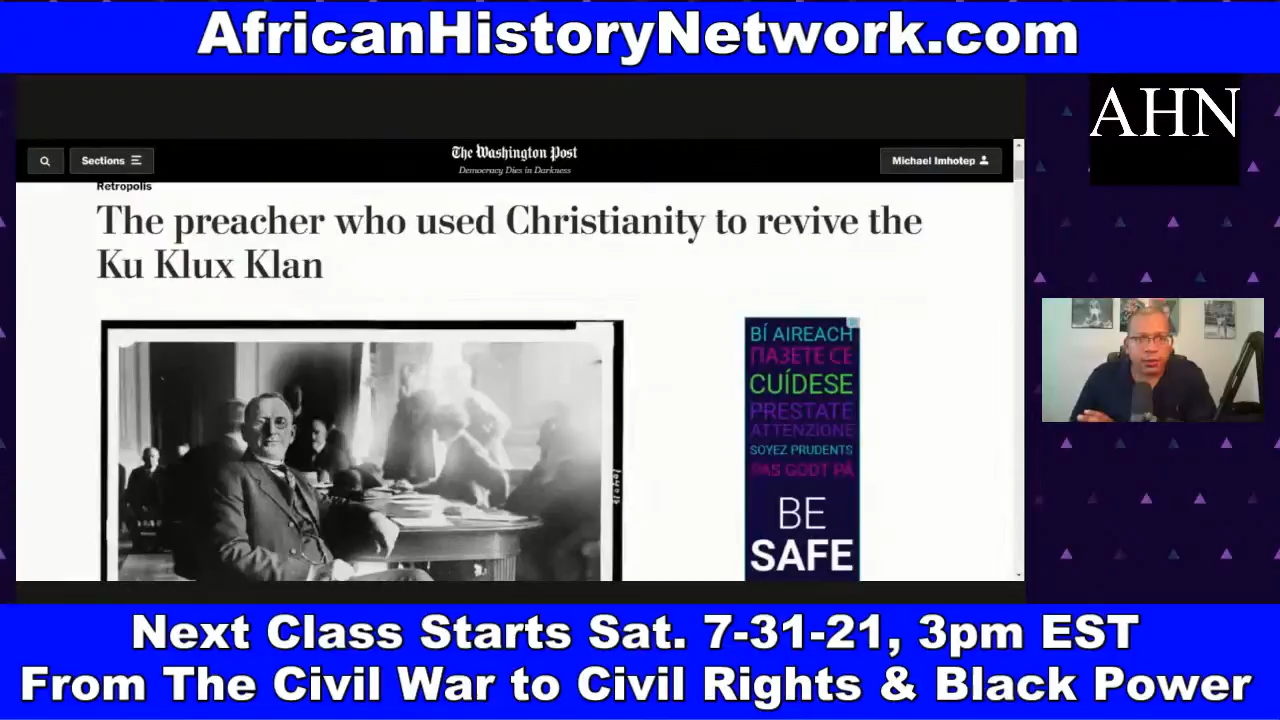 AfricanHistoryNetwork.com
AHN
Sections
The Washington Post
Democracy Dies in Darkness
Michael Imhotep
Retropolis
The preacher who used Christianity to revive the
Ku Klux Klan
BÍ AIREACH
ПАЗЕТЕ СЕ
CUÍDESE
PRESTATE
ATTENZIONE
SOYEZ PRUDENTS
PAS GODT PÅ
BE
SAFE
Next Class Starts Sat. 7-31-21, 3pm EST
From The Civil War to Civil Rights & Black Power